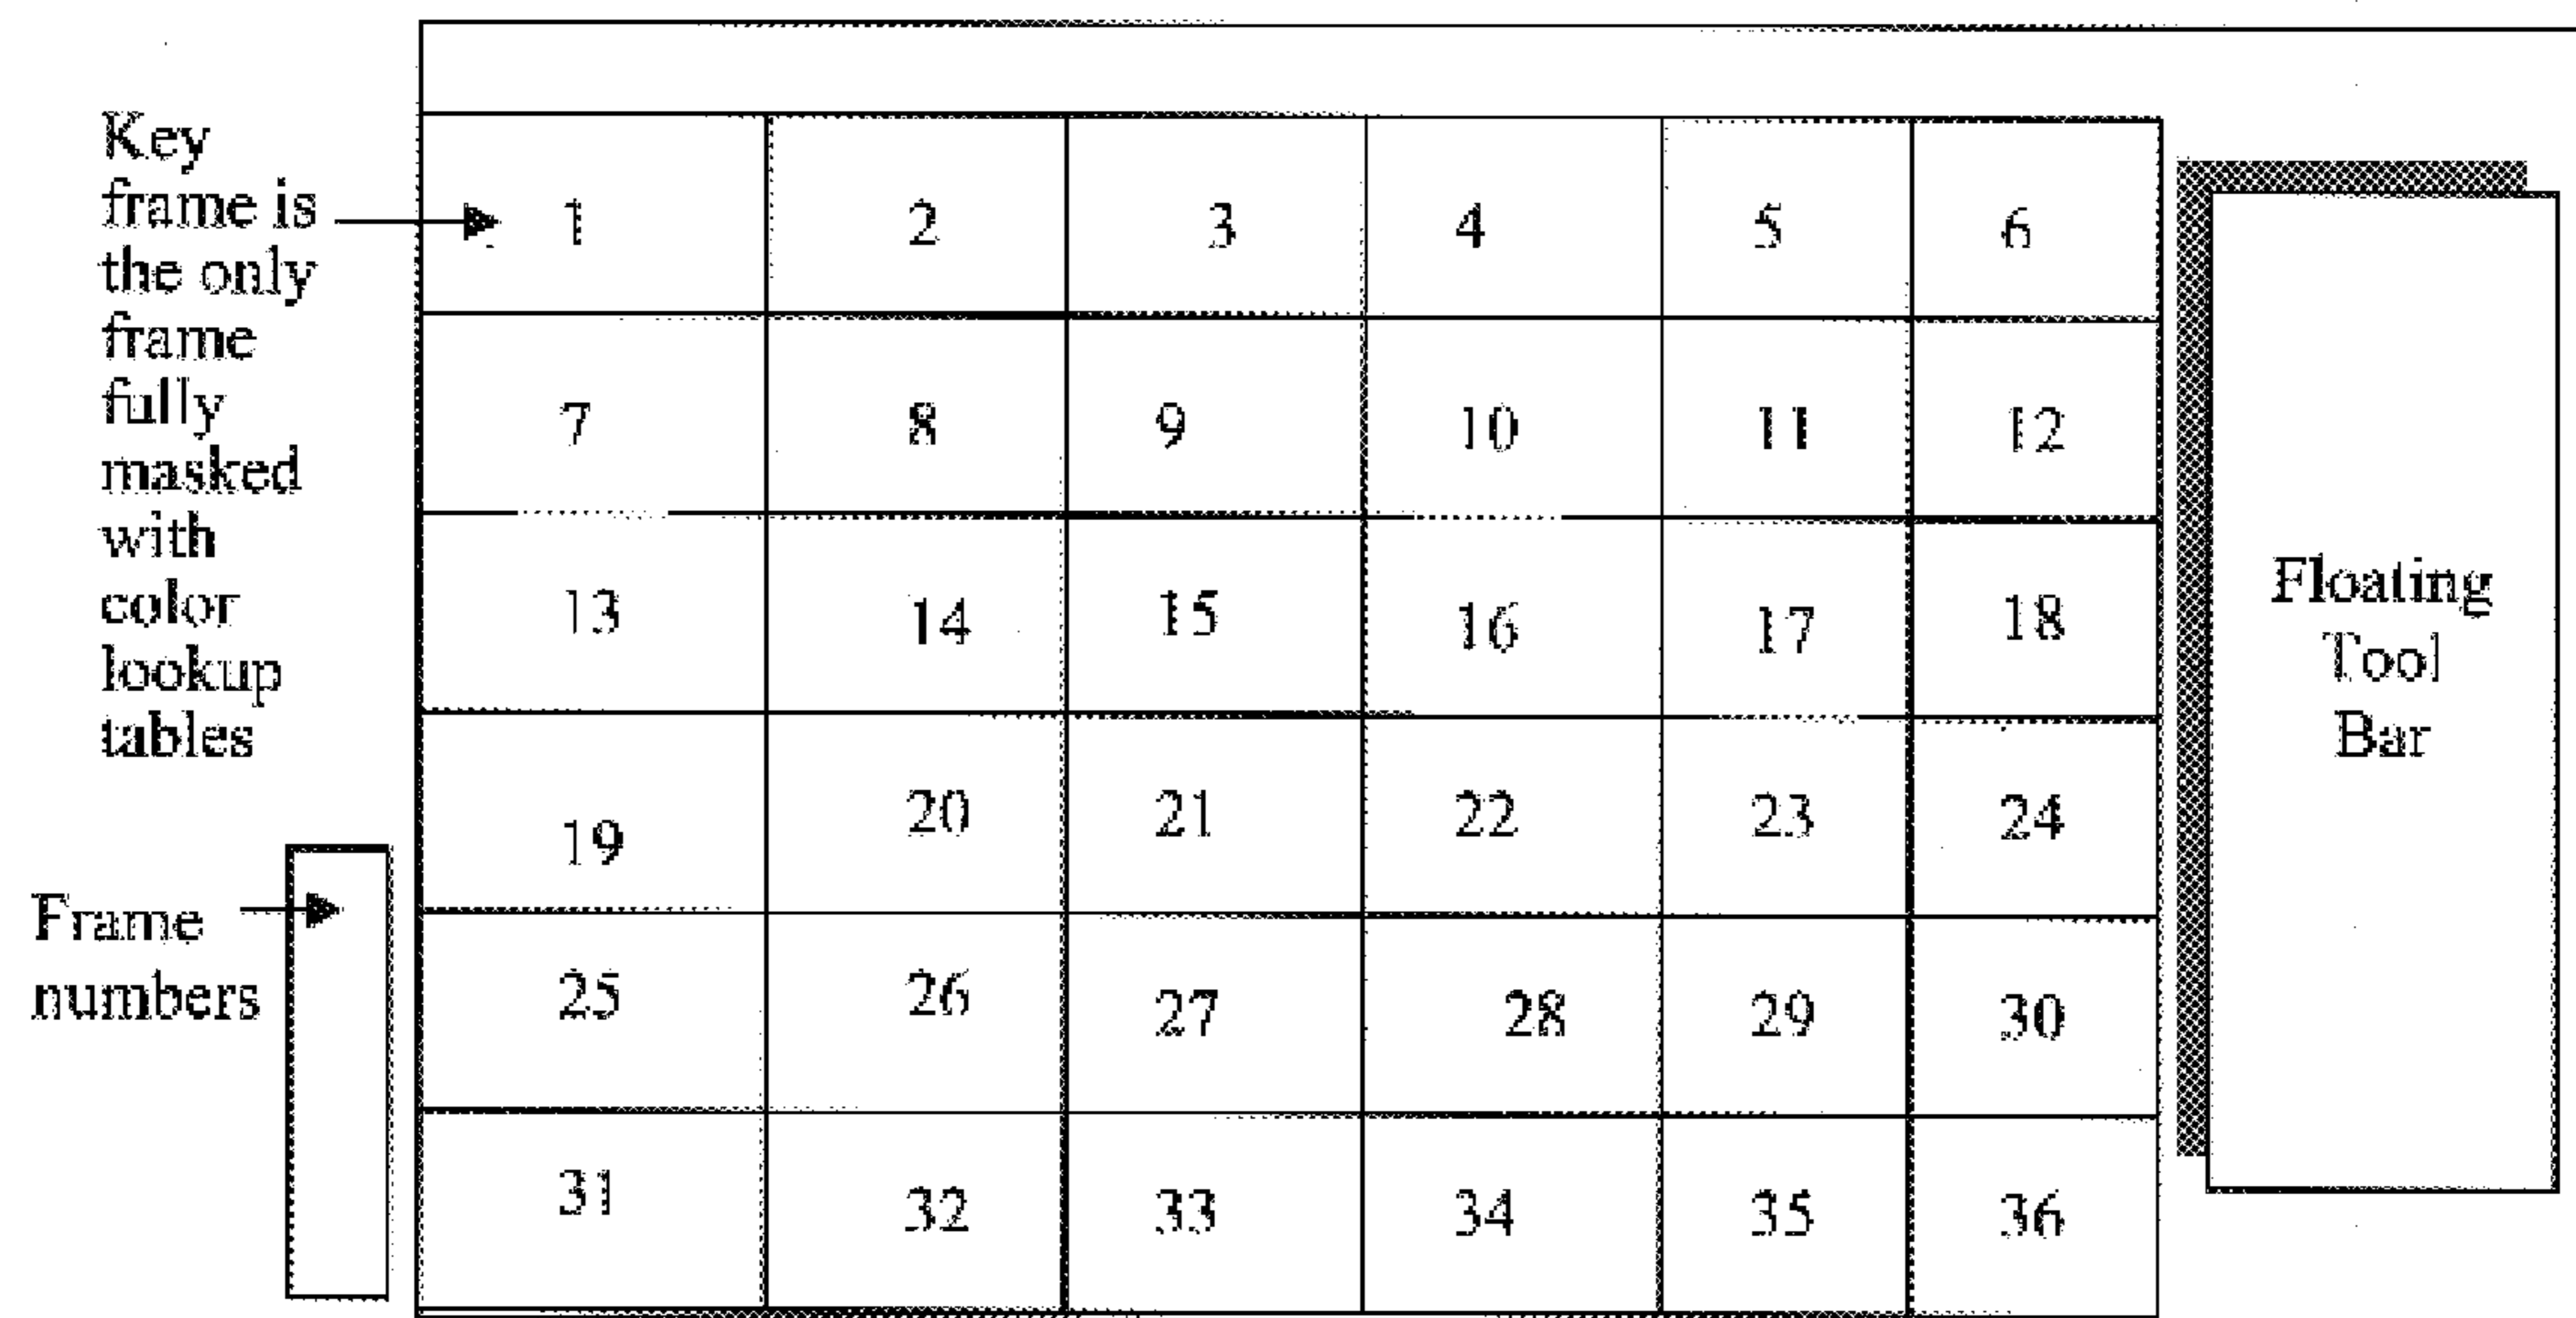 Key
frame is
the only
frame
fully
masked
with
color
lookup
tables
Frame
numbers
1 2 3 4 5 6
7 8 9 10 11 12
13 14 15 16 17 18
19 20 21 22 23 24
25 26 27 28 29 30
31 32 33 34 35 36
Floating
Tool
Bar